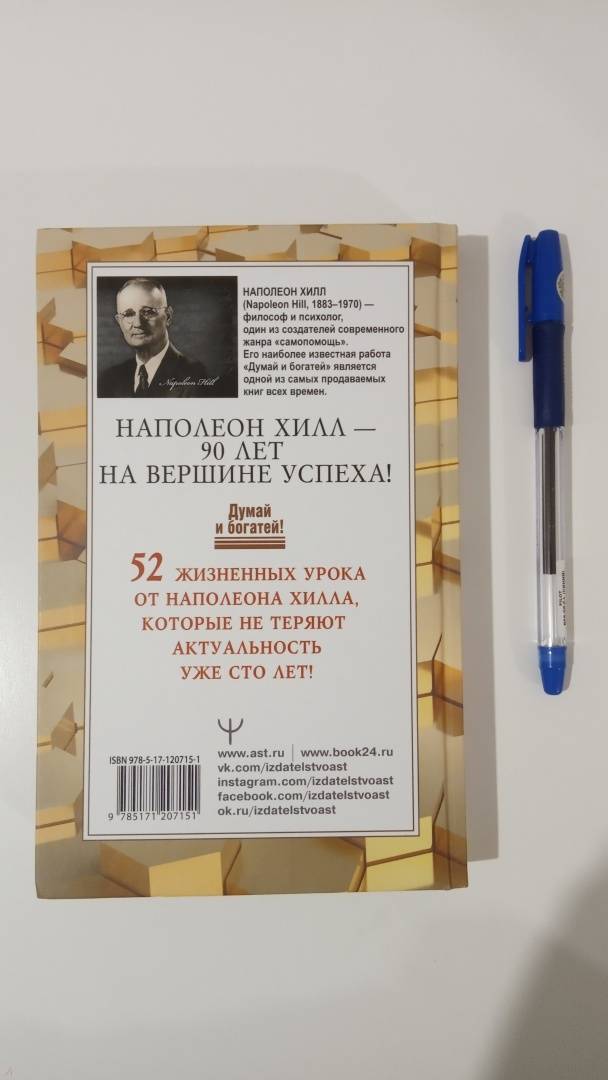 НАПОЛЕОН ХИЛЛ
(Napoleon Hill, 1883–1970) —
философ и психолог,
один из создателей современного
жанра «самопомощь».
Его наиболее известная работа
«Думай и богатей» является
одной из самых продаваемых
книг всех времен.
Napoleon Hill
НАПОЛЕОН ХИЛЛ —
90 ЛЕТ
НА ВЕРШИНЕ УСПЕХА!
Думай
и богатей!
52 ЖИЗНЕННЫХ УРОКА
ОТ НАПОЛЕОНА ХИЛЛА,
КОТОРЫЕ НЕ ТЕРЯЮТ
АКТУАЛЬНОСТЬ
УЖЕ СТО ЛЕТ!
www.ast.ru | www.book24.ru
vk.com/izdatelstvoast
instagram.com/izdatelstvoast
facebook.com/izdatelstvoast
ok.ru/izdatelstvoast
ISBN 978-5-17-120715-1
9 785171 207151
PILOT